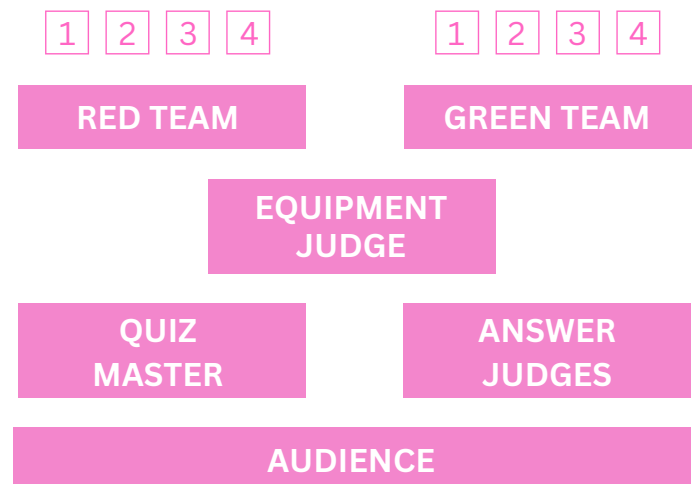 1 2 3 4 1 2 3 4
RED TEAM GREEN TEAM
EQUIPMENT
JUDGE
QUIZ
MASTER
ANSWER
JUDGES
AUDIENCE